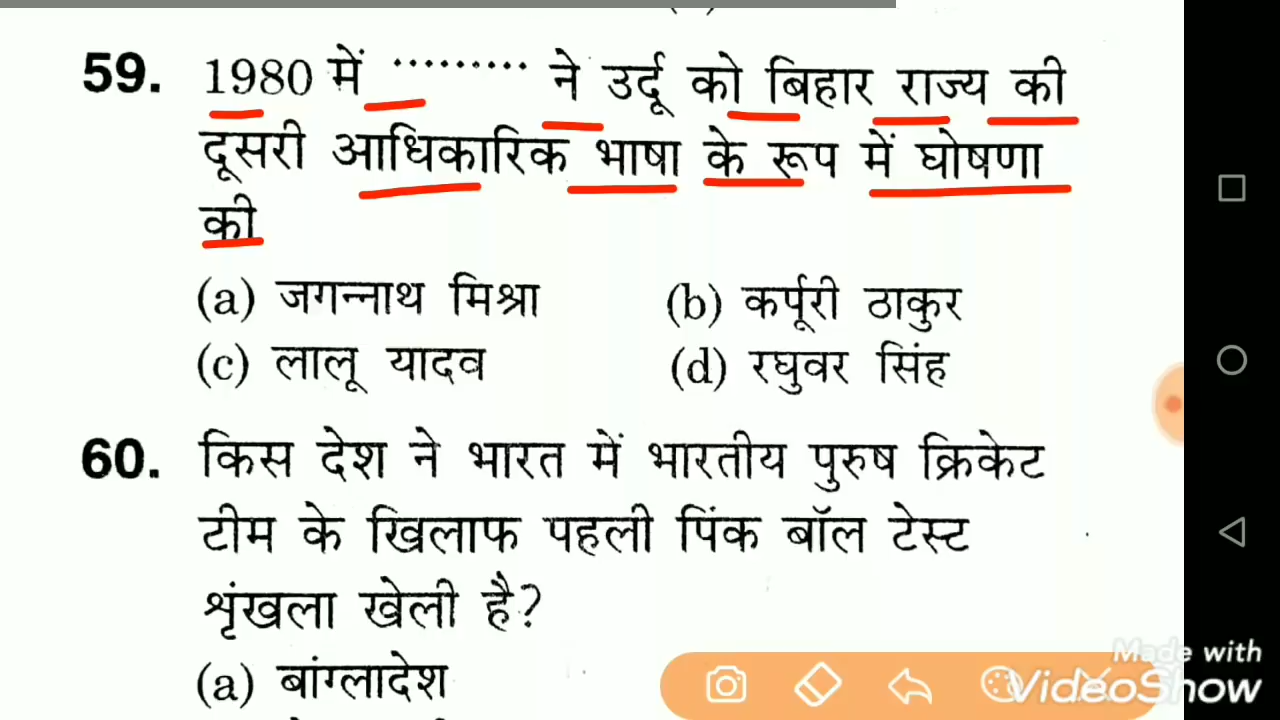 59. 1980 में ········· ने उर्दू को बिहार राज्य की
दूसरी आधिकारिक भाषा के रूप में घोषणा
की
(a) जगन्नाथ मिश्रा (b) कर्पूरी ठाकुर
(c) लालू यादव (d) रघुवर सिंह
60. किस देश ने भारत में भारतीय पुरुष क्रिकेट
टीम के खिलाफ पहली पिंक बॉल टेस्ट
शृंखला खेली है?
(a) बांग्लादेश
Made with
VideoShow